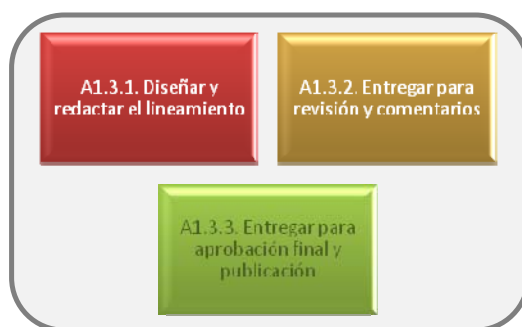 A1.3.1. Diseñar y
redactar el lineamiento
A1.3.2. Entregar para
revisión y comentarios
A1.3.3. Entregar para
aprobación final y
publicación